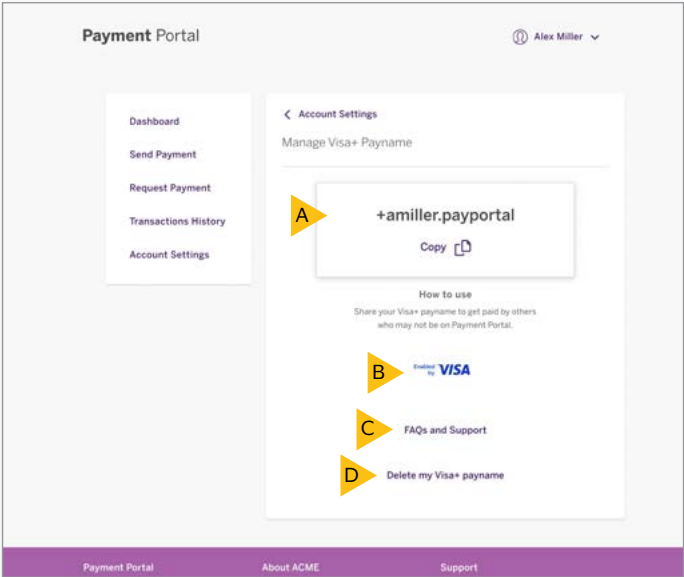 Payment Portal
Alex Miller
Dashboard
Send Payment
Request Payment
Transactions History
Account Settings
Account Settings
Manage Visa+ Payname
A
+amiller.payportal
Copy
How to use
Share your Visa+ payname to get paid by others
who may not be on Payment Portal.
B
Enabled
by VISA
C
FAQs and Support
D
Delete my Visa+ payname
Payment Portal
About ACME
Support